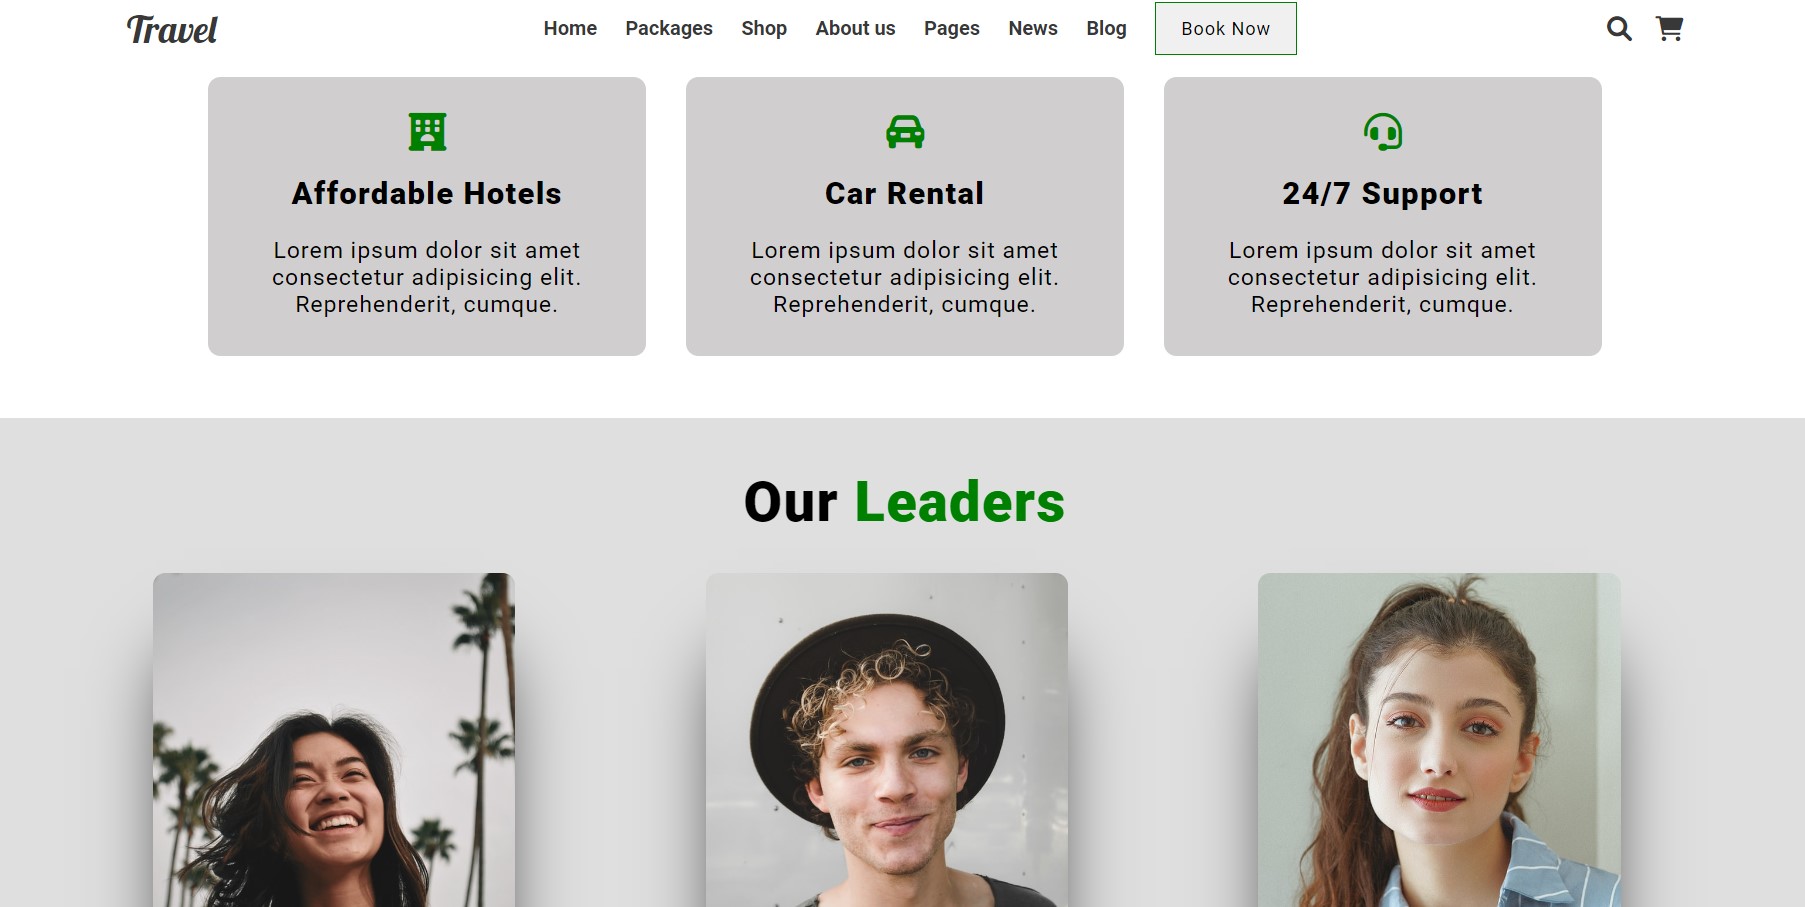 Travel
Home Packages Shop About us Pages News Blog Book Now
Affordable Hotels
Lorem ipsum dolor sit amet
consectetur adipisicing elit.
Reprehenderit, cumque.
Car Rental
Lorem ipsum dolor sit amet
consectetur adipisicing elit.
Reprehenderit, cumque.
24/7 Support
Lorem ipsum dolor sit amet
consectetur adipisicing elit.
Reprehenderit, cumque.
Our Leaders